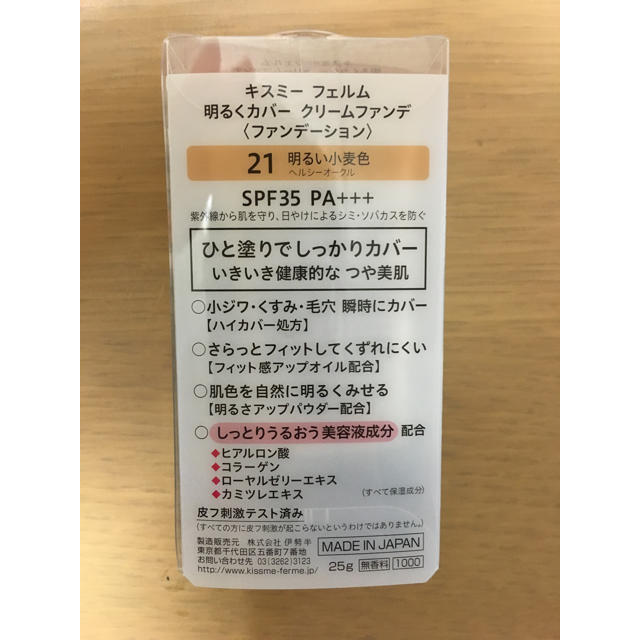 キスミー フェルム
明るくカバー クリームファンデ
〈ファンデーション〉
21 明るい小麦色
ヘルシーオークル
SPF35 PA+++
紫外線から肌を守り、日やけによるシミ・ソバカスを防ぐ
ひと塗りでしっかりカバー
いきいき健康的な つや美肌
○小ジワ・くすみ・毛穴 瞬時にカバー
【ハイカバー処方】
○さらっとフィットしてくずれにくい
【フィット感アップオイル配合】
○肌色を自然に明るくみせる
【明るさアップパウダー配合】
○しっとりうるおう美容液成分 配合
◆ヒアルロン酸
◆コラーゲン
◆ローヤルゼリーエキス
◆カミツレエキス (すべて保湿成分)
皮フ刺激テスト済み
(すべての方に皮フ刺激が起こらないというわけではありません。)
製造販売元 株式会社 伊勢半
東京都千代田区五番町7番地
お問い合わせ先 03(3262)3123
http://www.kissme-ferme.com/
MADE IN JAPAN
25g 無香料 1000